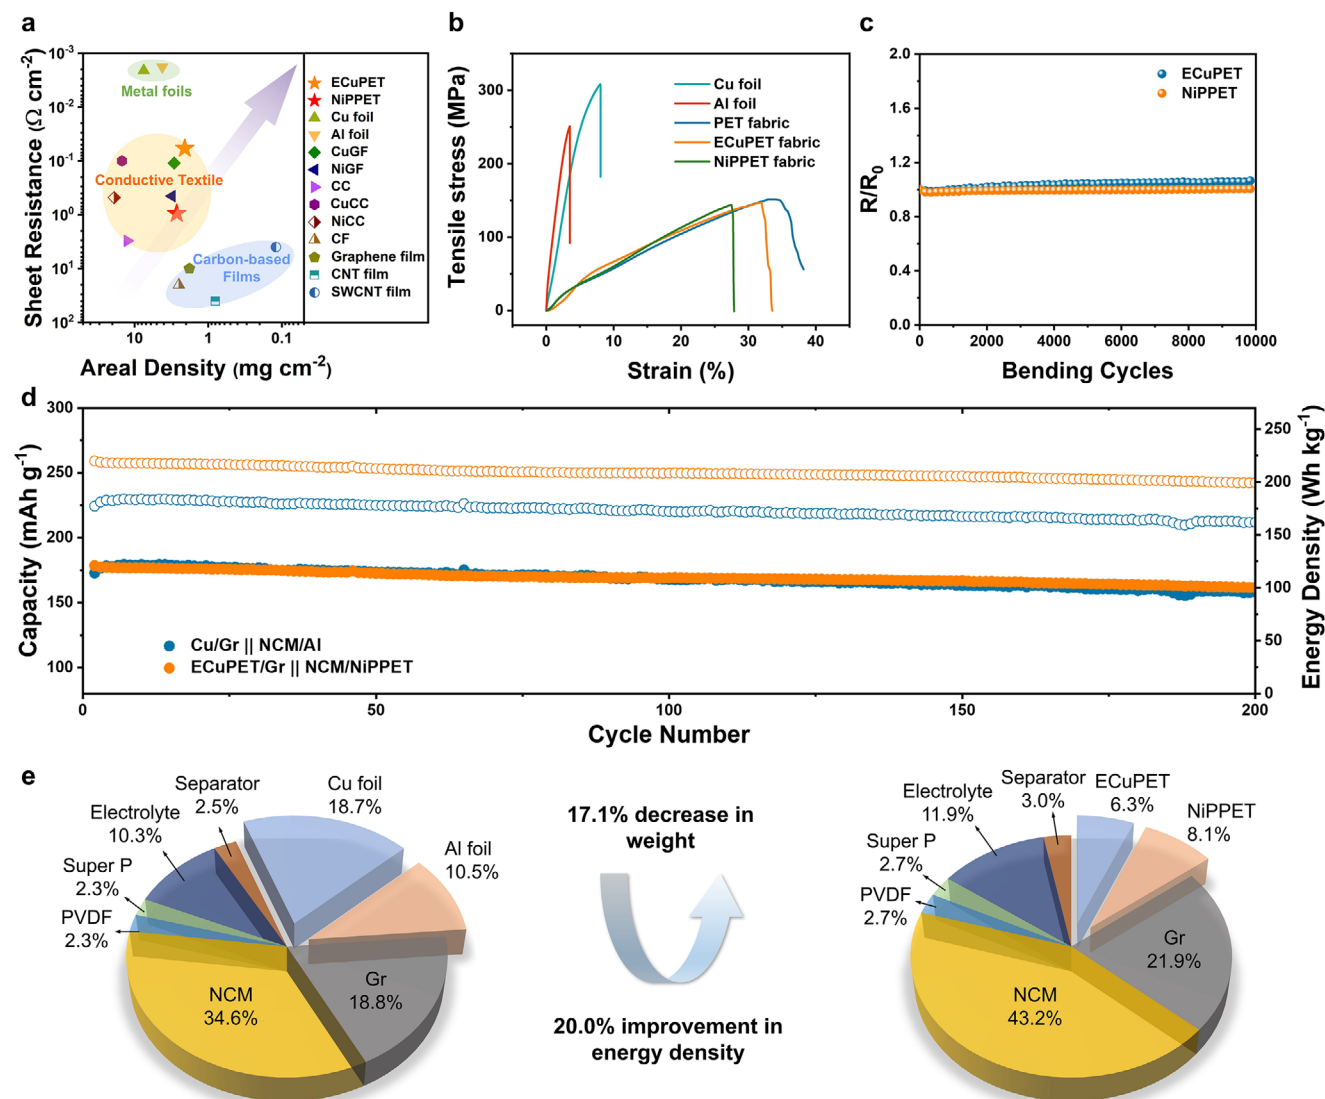 a
Sheet Resistance (Ω cm-2)
10-3
10-2
10-1
100
101
102
10
1
0.1
Areal Density (mg cm-2)
Metal foils
Conductive Textile
Carbon-based
Films
ECuPET
NiPPET
Cu foil
Al foil
CuGF
NiGF
CC
CuCC
NiCC
CF
Graphene film
CNT film
SWCNT film
b
Tensile stress (MPa)
300
200
100
0
0
10
20
30
40
Strain (%)
Cu foil
Al foil
PET fabric
ECuPET fabric
NiPPET fabric
c
R/R0
2.0
1.6
1.2
0.8
0.4
0.0
0
2000
4000
6000
8000
10000
Bending Cycles
ECuPET
NiPPET
d
Capacity (mAh g-1)
300
250
200
150
100
0
50
100
150
200
Cycle Number
250
200
150
100
50
0
Energy Density (Wh kg-1)
Cu/Gr || NCM/Al
ECuPET/Gr || NCM/NiPPET
e
Separator
2.5%
Cu foil
18.7%
Electrolyte
10.3%
Al foil
10.5%
Super P
2.3%
PVDF
2.3%
NCM
34.6%
Gr
18.8%
17.1% decrease in
weight
20.0% improvement in
energy density
Separator
3.0%
ECuPET
6.3%
Electrolyte
11.9%
NiPPET
8.1%
Super P
2.7%
PVDF
2.7%
Gr
21.9%
NCM
43.2%